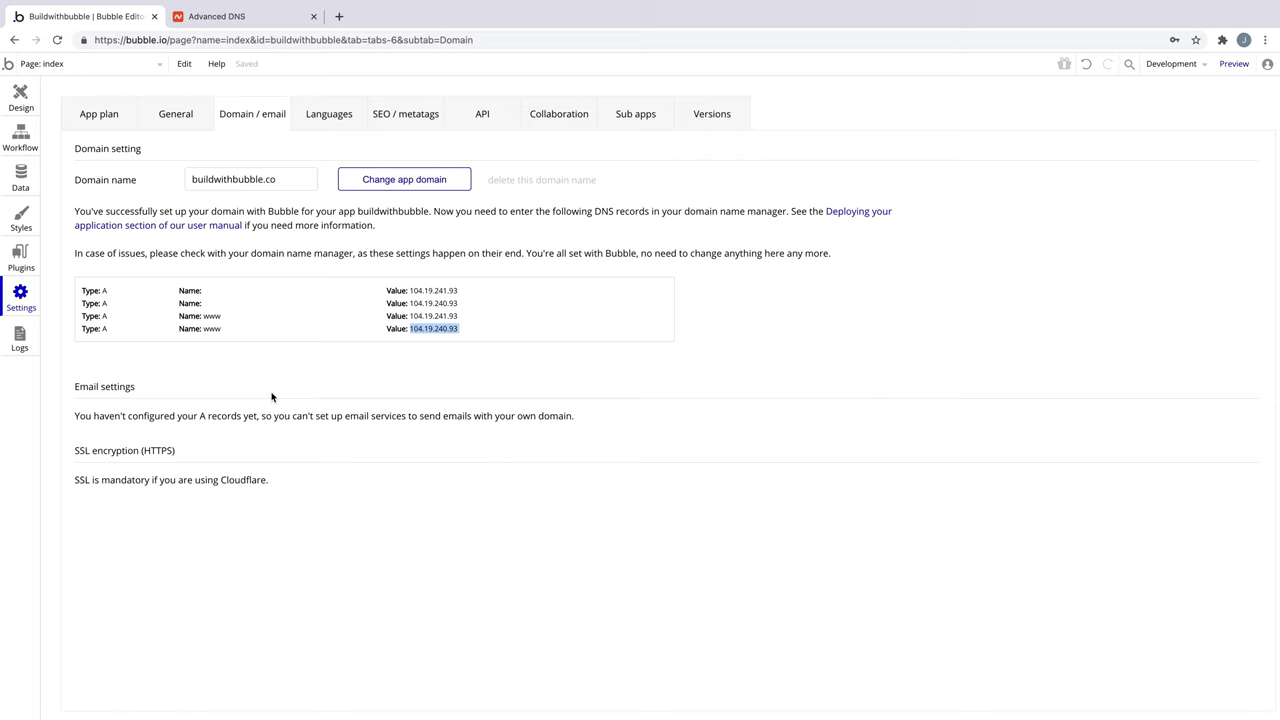 Buildwithbubble | Bubble Edito
Advanced DNS
https://bubble.io/page?name=index&id=buildwithbubble&tab=tabs-6&subtab=Domain
J
Page: index
Edit
Help
Saved
Development
Preview
Design
Workflow
Data
Styles
Plugins
Settings
Logs
App plan
General
Domain / email
Languages
SEO / metatags
API
Collaboration
Sub apps
Versions
Domain setting
Domain name
buildwithbubble.co
Change app domain
delete this domain name
You've successfully set up your domain with Bubble for your app buildwithbubble. Now you need to enter the following DNS records in your domain name manager. See the Deploying your
application section of our user manual if you need more information.
In case of issues, please check with your domain name manager, as these settings happen on their end. You're all set with Bubble, no need to change anything here any more.
Type: A Name: Value: 104.19.241.93
Type: A Name: Value: 104.19.240.93
Type: A Name: www Value: 104.19.241.93
Type: A Name: www Value: 104.19.240.93
Email settings
You haven't configured your A records yet, so you can't set up email services to send emails with your own domain.
SSL encryption (HTTPS)
SSL is mandatory if you are using Cloudflare.